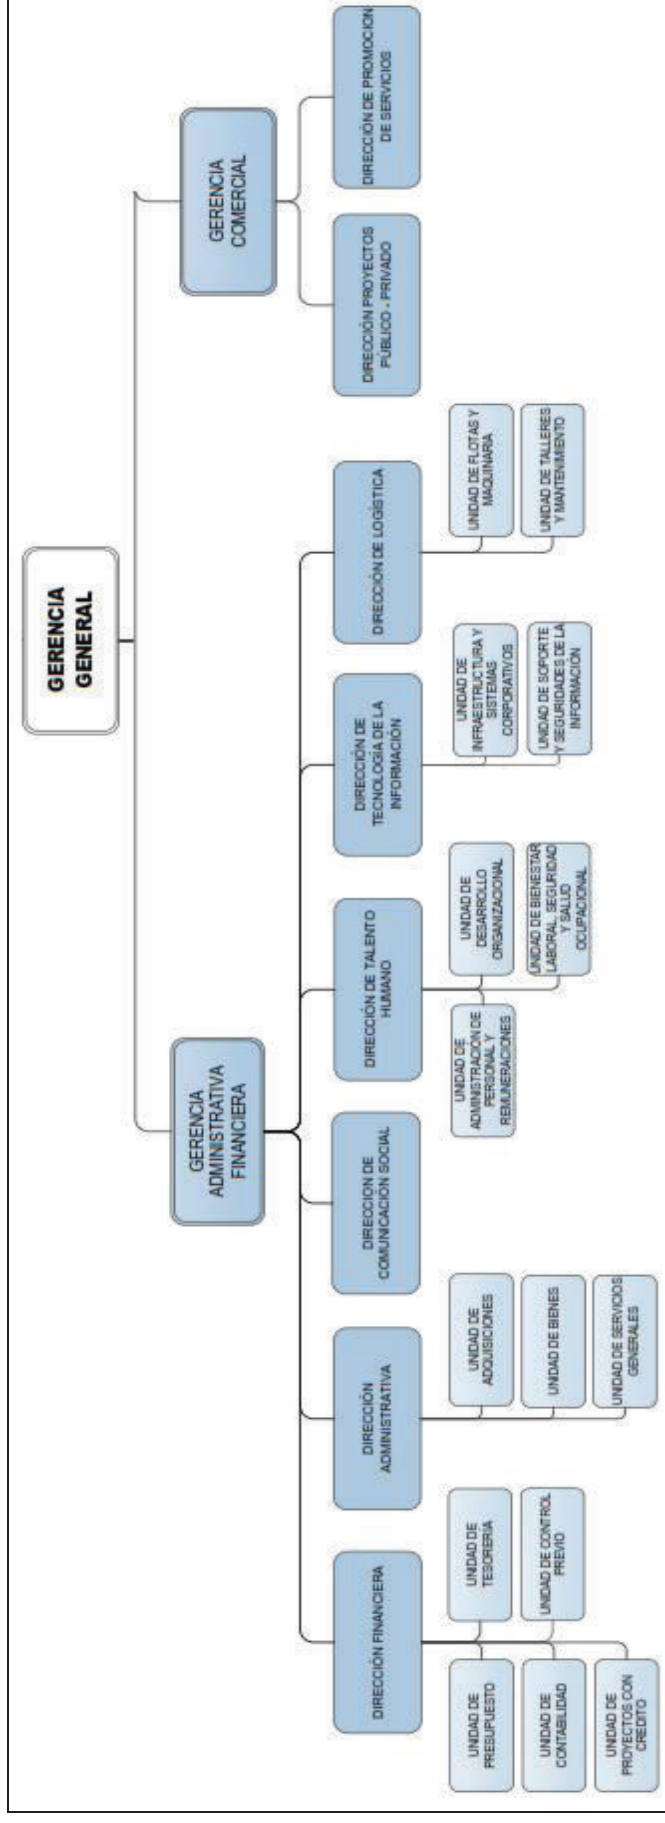 GERENCIA
GENERAL
GERENCIA
ADMINISTRATIVA
FINANCIERA
GERENCIA
COMERCIAL
DIRECCIÓN FINANCIERA
DIRECCIÓN
ADMINISTRATIVA
DIRECCIÓN DE
COMUNICACIÓN SOCIAL
DIRECCIÓN DE TALENTO
HUMANO
DIRECCIÓN DE
TECNOLOGÍA DE LA
INFORMACIÓN
DIRECCIÓN DE LOGÍSTICA
DIRECCIÓN PROYECTOS
PÚBLICO - PRIVADO
DIRECCIÓN DE PROMOCION
DE SERVICIOS
UNIDAD DE
PRESUPUESTO
UNIDAD DE
TESORERÍA
UNIDAD DE
CONTABILIDAD
UNIDAD DE CONTROL
PREVIO
UNIDAD DE
PROYECTOS CON
CREDITO
UNIDAD DE
ADQUISICIONES
UNIDAD DE BIENES
UNIDAD DE SERVICIOS
GENERALES
UNIDAD DE
ADMINISTRACIÓN DE
PERSONAL Y
REMUNERACIONES
UNIDAD DE
DESARROLLO
ORGANIZACIONAL
UNIDAD DE BIENESTAR
LABORAL, SEGURIDAD
Y SALUD
OCUPACIONAL
UNIDAD DE
INFRAESTRUCTURA Y
SISTEMAS
CORPORATIVOS
UNIDAD DE SOPORTE
Y SEGURIDADES DE LA
INFORMACIÓN
UNIDAD DE FLOTAS Y
MAQUINARIA
UNIDAD DE TALLERES
Y MANTENIMIENTO